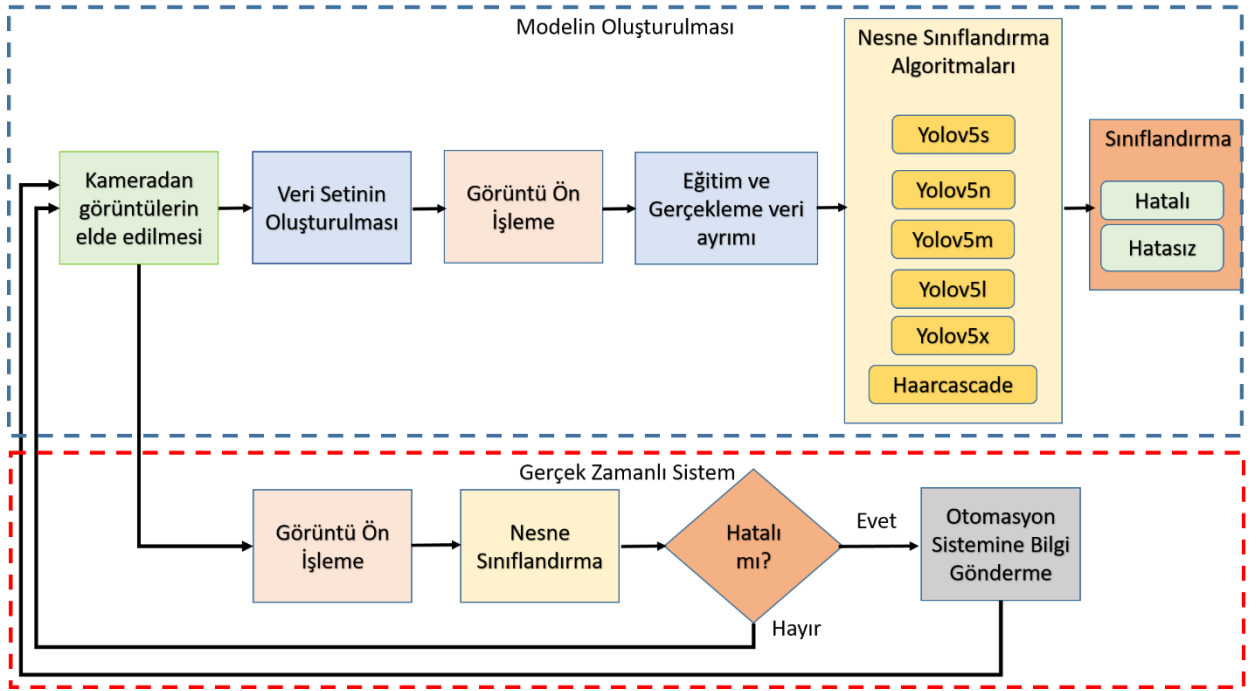 Modelin Oluşturulması
Kameradan
görüntülerin
elde edilmesi
Veri Setinin
Oluşturulması
Görüntü Ön
İşleme
Eğitim ve
Gerçekleme veri
ayrımı
Nesne Sınıflandırma
Algoritmaları
Yolov5s
Yolov5n
Yolov5m
Yolov5l
Yolov5x
Haarcascade
Sınıflandırma
Hatalı
Hatasız
Gerçek Zamanlı Sistem
Görüntü Ön
İşleme
Nesne
Sınıflandırma
Hatalı
mı?
Evet
Hayır
Otomasyon
Sistemine Bilgi
Gönderme